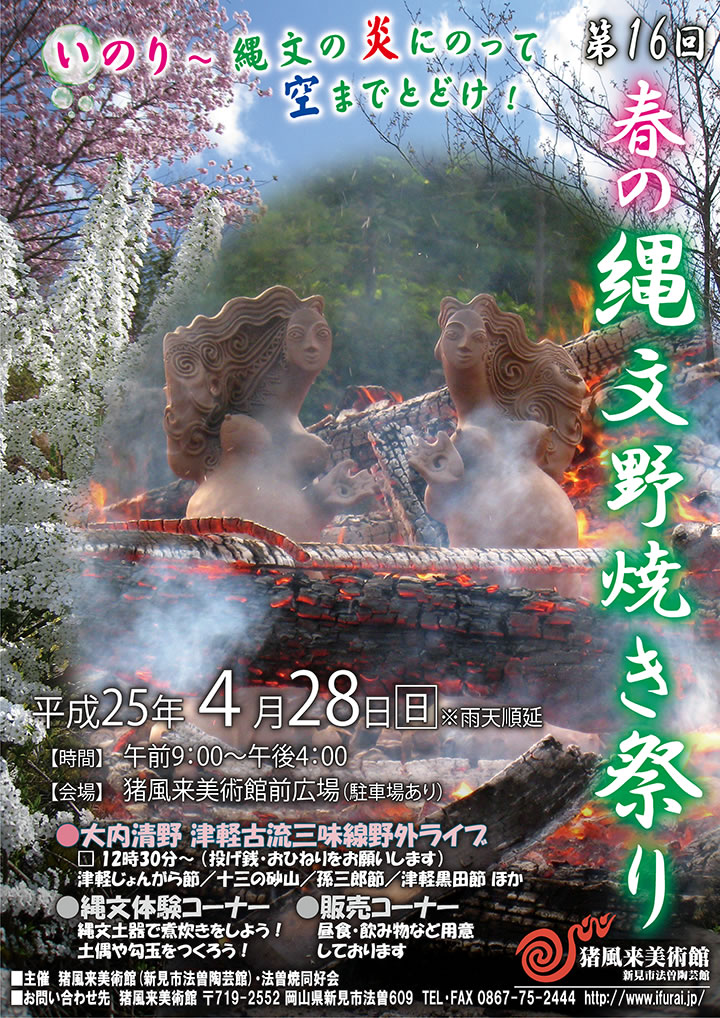 いのり～縄文の炎にのって
空までとどけ！
第16回
春の縄文野焼き祭り
平成25年 4月28日日 ※雨天順延
【時間】 午前9:00～午後4:00
【会場】 猪風来美術館前広場（駐車場あり）
●大内清野 津軽古流三味線野外ライブ
12時30分～（投げ銭・おひねりをお願いします）
津軽じょんがら節／十三の砂山／孫三郎節／津軽黒田節 ほか
●縄文体験コーナー
縄文土器で煮炊きをしよう！
土偶や勾玉をつくろう！
●販売コーナー
昼食・飲み物など用意
しております
猪風来美術館
新見市法曽陶芸館
■主催 猪風来美術館（新見市法曽陶芸館）・法曽焼同好会
■お問い合わせ先 猪風来美術館 〒719-2552 岡山県新見市法曽609 TEL・FAX 0867-75-2444 http://www.ifurai.jp/